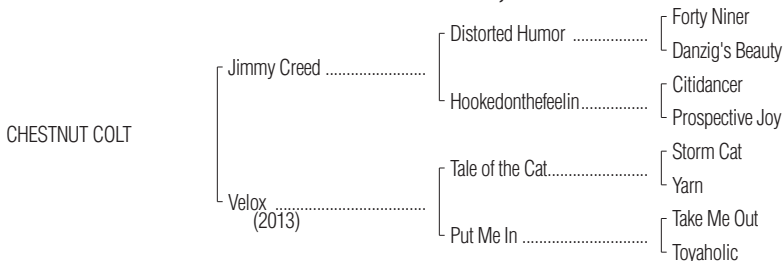 Forty Niner
Distorted Humor ..................
Danzig's Beauty
Jimmy Creed ........................
Citidancer
Hookedonthefeelin................
Prospective Joy
CHESTNUT COLT
Storm Cat
Tale of the Cat........................
Yarn
Velox ....................................
(2013)
Take Me Out
Put Me In ..............................
Toyaholic